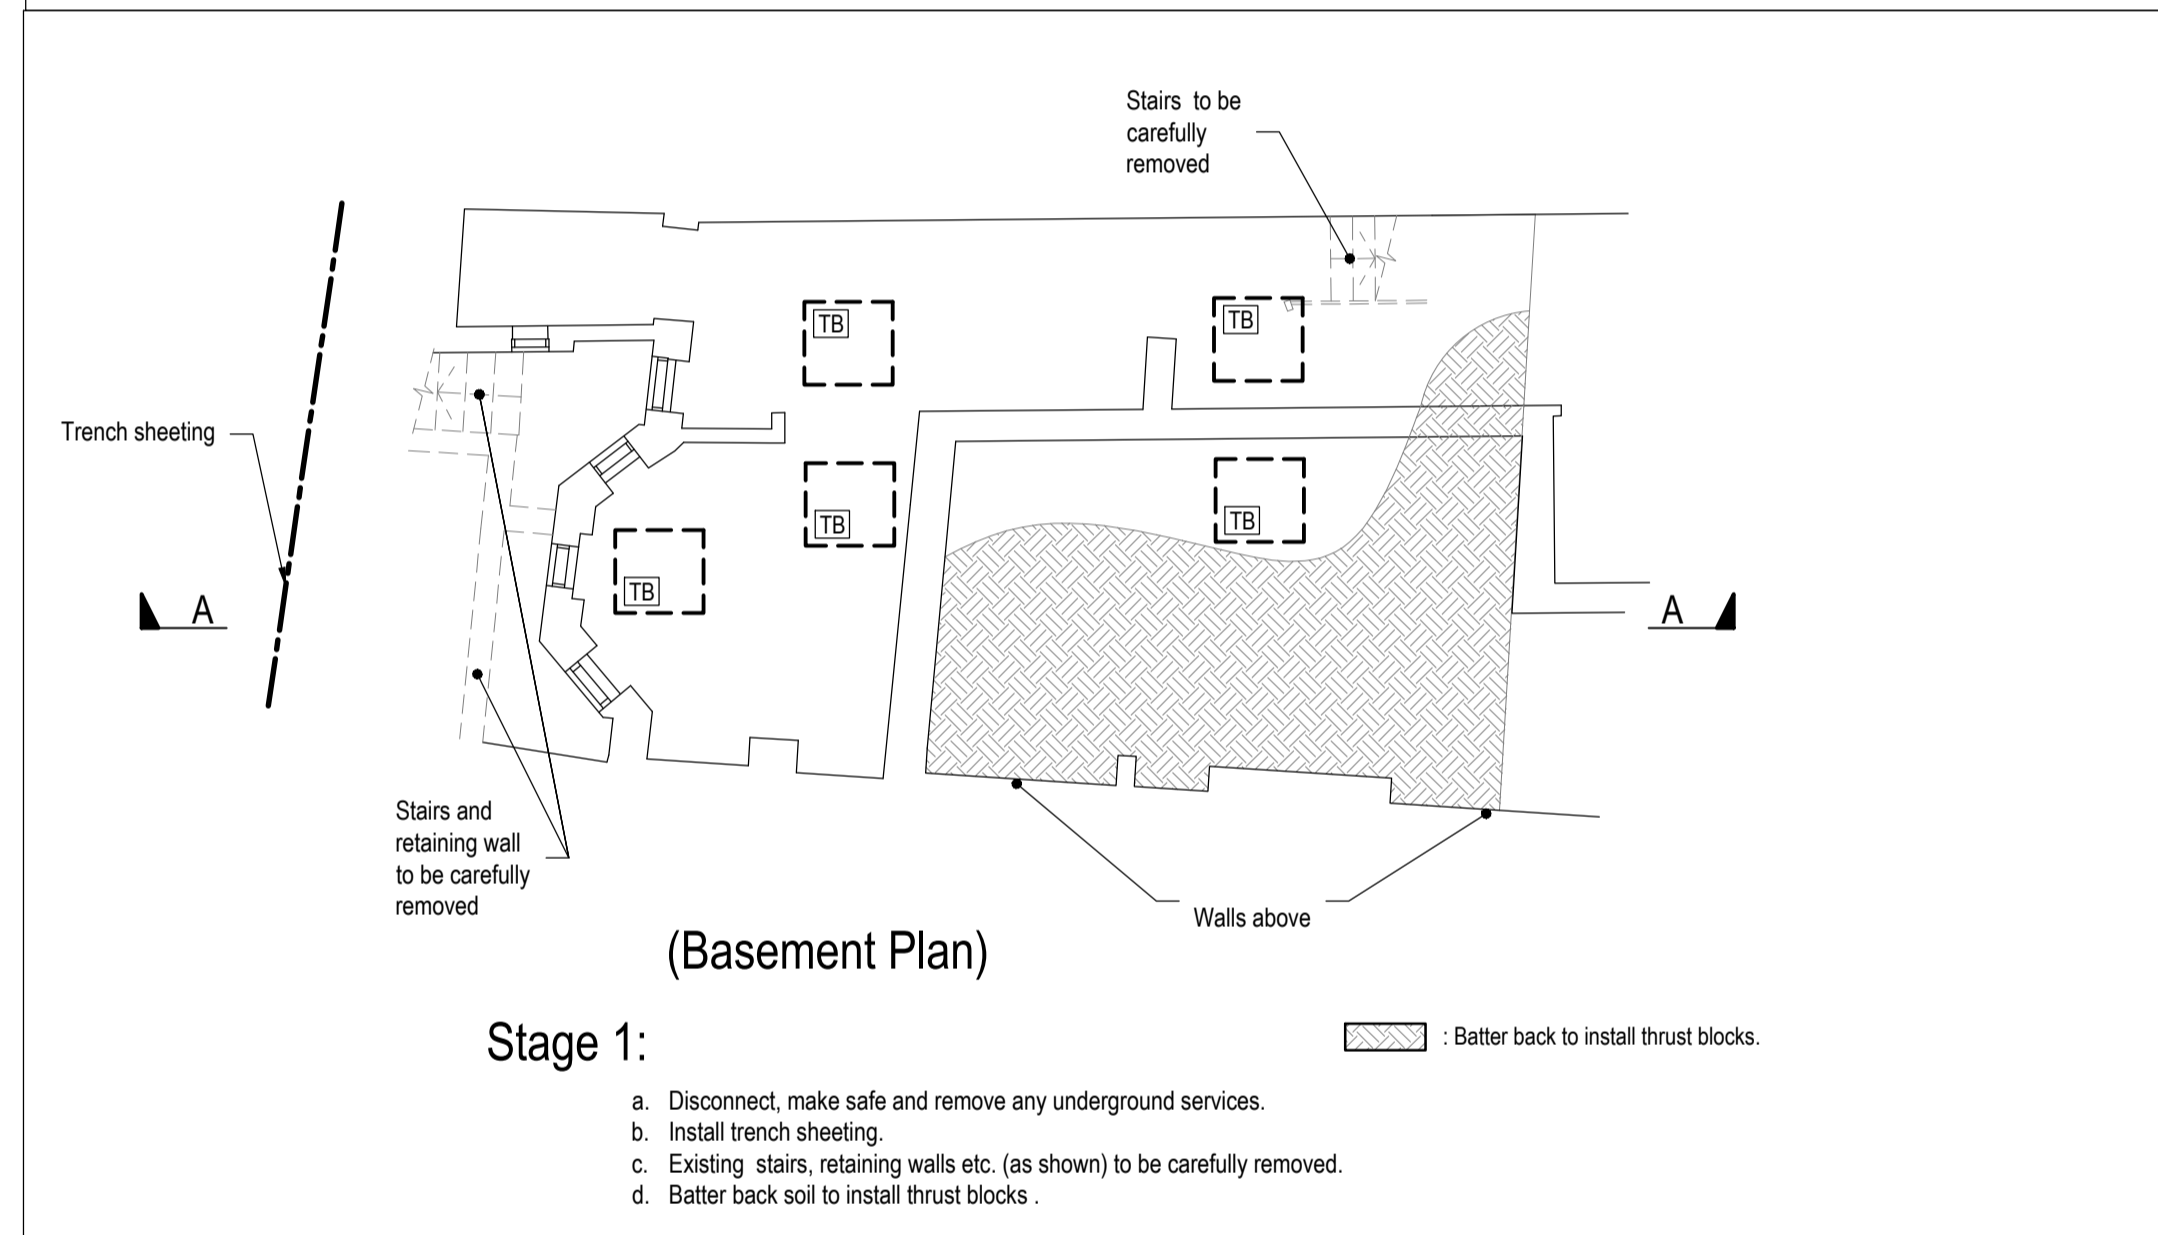 Stairs to be
carefully
removed
TB
TB
Trench sheeting
TB
TB
TB
A
A
Stairs and
retaining wall
to be carefully
removed
Walls above
(Basement Plan)
Stage 1:
: Batter back to install thrust blocks.
a. Disconnect, make safe and remove any underground services.
b. Install trench sheeting.
c. Existing stairs, retaining walls etc. (as shown) to be carefully removed.
d. Batter back soil to install thrust blocks .